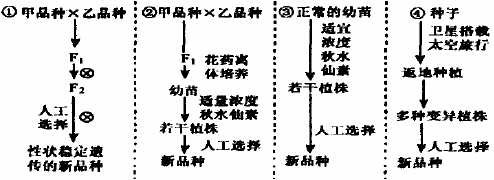 ① 甲品种×乙品种
F₁
⊗
F₂
人工
选择
⊗
性状稳定遗
传的新品种
② 甲品种×乙品种
F₁
花药离
体培养
幼苗
适量浓度
秋水仙素
若干植株
人工选择
新品种
③ 正常的幼苗
适宜
浓度
秋水
仙素
若干植株
人工选择
新品种
④ 种子
卫星搭载
太空旅行
返地种植
多种变异植株
人工选择
新品种